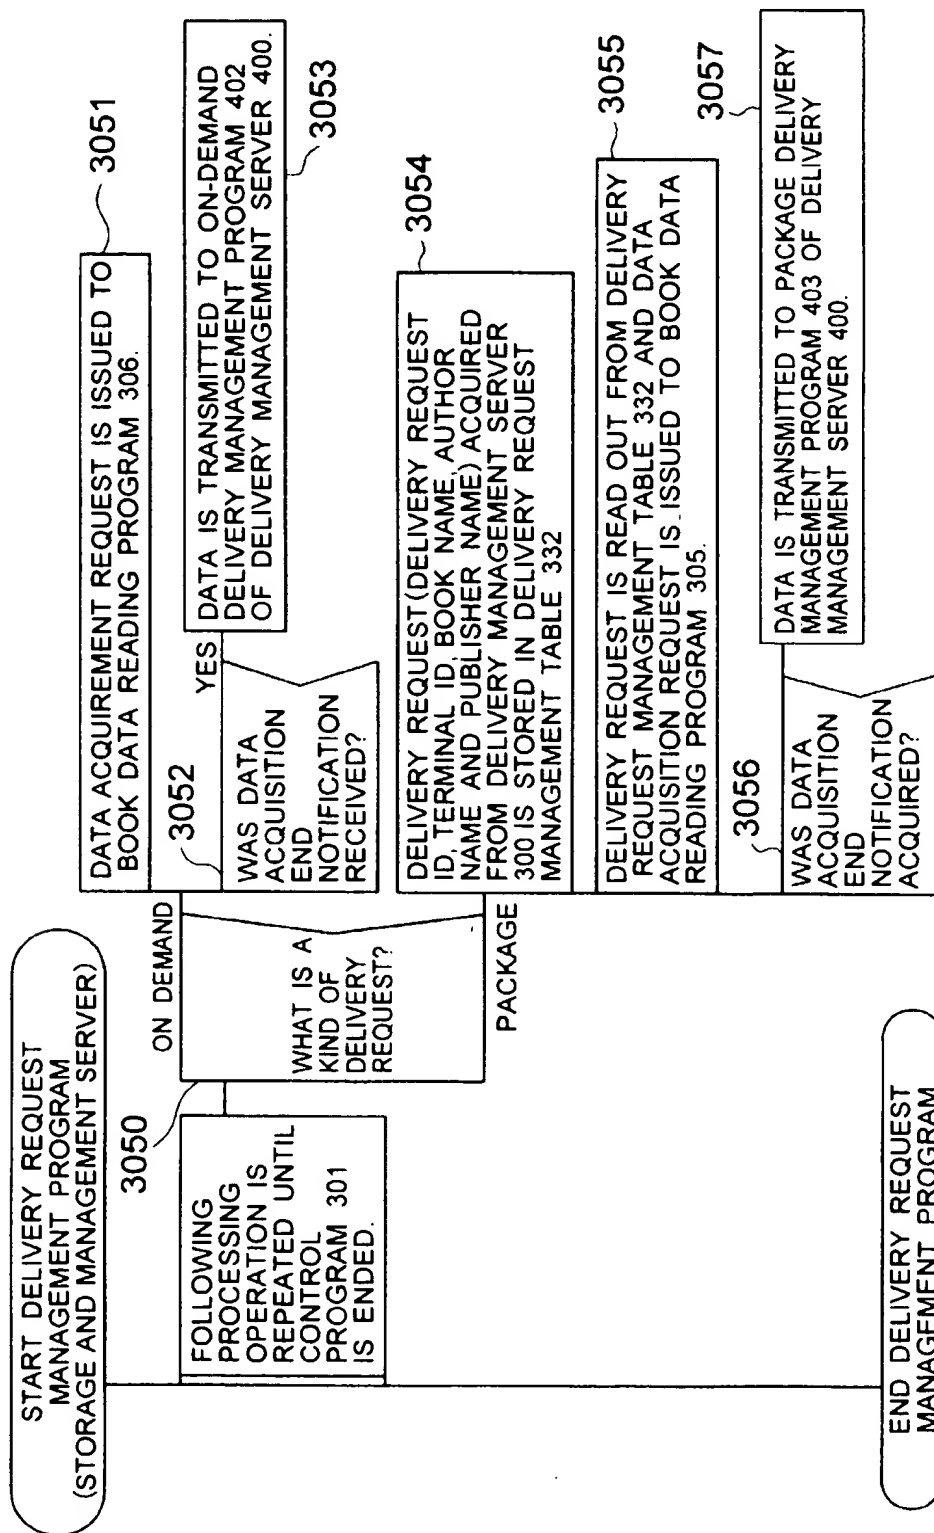 START DELIVERY REQUEST
MANAGEMENT PROGRAM
(STORAGE AND MANAGEMENT SERVER)
FOLLOWING
PROCESSING
OPERATION IS
REPEATED UNTIL
CONTROL
PROGRAM 301
IS ENDED.
3050
ON DEMAND
WHAT IS A
KIND OF
DELIVERY
REQUEST?
PACKAGE
3051
DATA ACQUIREMENT REQUEST IS ISSUED TO
BOOK DATA READING PROGRAM 306.
3052
YES
WAS DATA
ACQUISITION
END
NOTIFICATION
RECEIVED?
DATA IS TRANSMITTED TO ON-DEMAND
DELIVERY MANAGEMENT PROGRAM 402
OF DELIVERY MANAGEMENT SERVER 400.
3053
3054
DELIVERY REQUEST (DELIVERY REQUEST
ID, TERMINAL ID, BOOK NAME, AUTHOR
NAME AND PUBLISHER NAME) ACQUIRED
FROM DELIVERY MANAGEMENT SERVER
300 IS STORED IN DELIVERY REQUEST
MANAGEMENT TABLE 332
3055
DELIVERY REQUEST IS READ OUT FROM DELIVERY
REQUEST MANAGEMENT TABLE 332 AND DATA
ACQUISITION REQUEST IS ISSUED TO BOOK DATA
READING PROGRAM 305.
3056
WAS DATA
ACQUISITION
END
NOTIFICATION
ACQUIRED?
3057
DATA IS TRANSMITTED TO PACKAGE DELIVERY
MANAGEMENT PROGRAM 403 OF DELIVERY
MANAGEMENT SERVER 400.
END DELIVERY REQUEST
MANAGEMENT PROGRAM